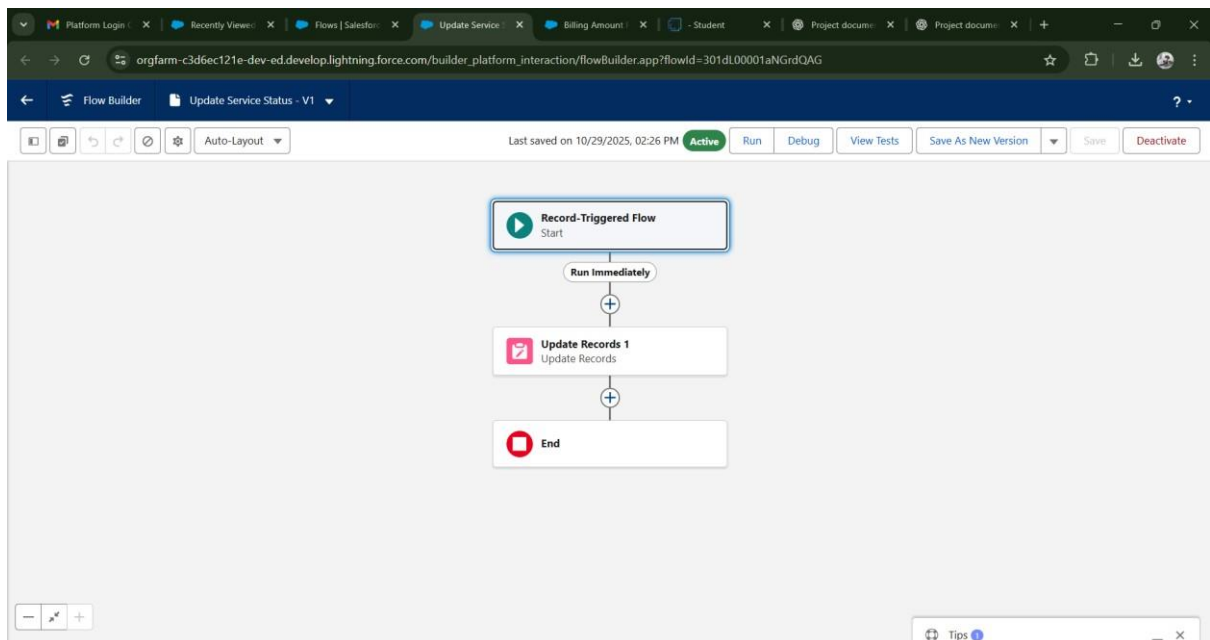 Platform Login Recently Viewed Flows | Salesforc Update Service Billing Amount - Student Project docume Project docume
orgfarm-c3d6ec121e-dev-ed.develop.lightning.force.com/builder_platform_interaction/flowBuilder.app?flowId=301dL00001aNGrdQAG
Flow Builder Update Service Status - V1 ?
Auto-Layout Last saved on 10/29/2025, 02:26 PM Active Run Debug View Tests Save As New Version Save Deactivate
Record-Triggered Flow
Start
Run Immediately
Update Records 1
Update Records
End
Tips 1